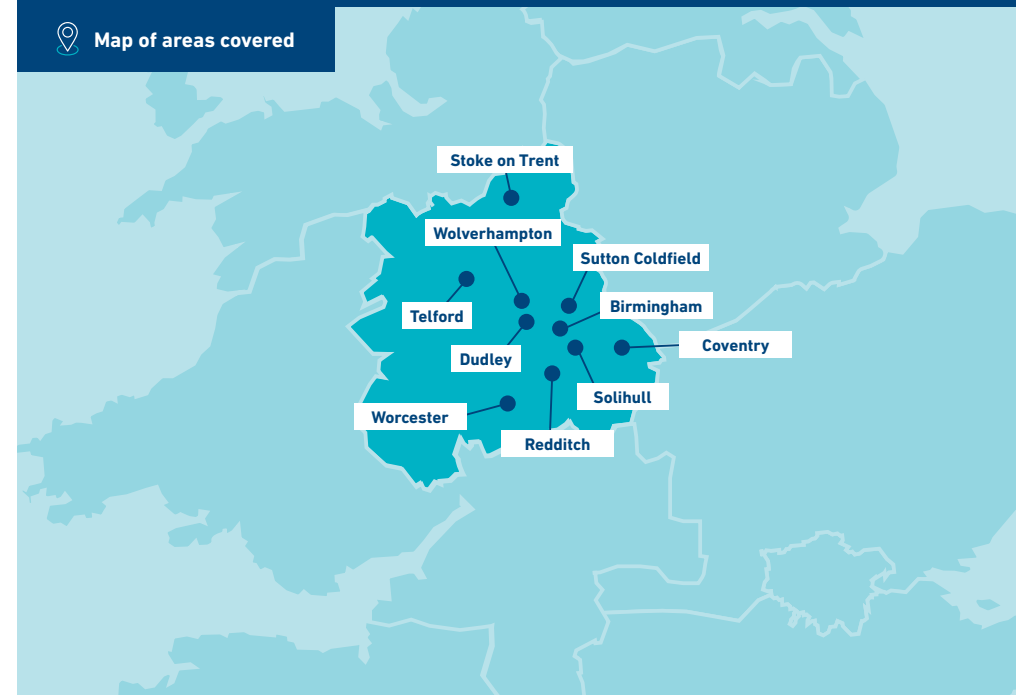 Map of areas covered
Stoke on Trent
Wolverhampton
Sutton Coldfield
Birmingham
Telford
Coventry
Dudley
Solihull
Worcester
Redditch